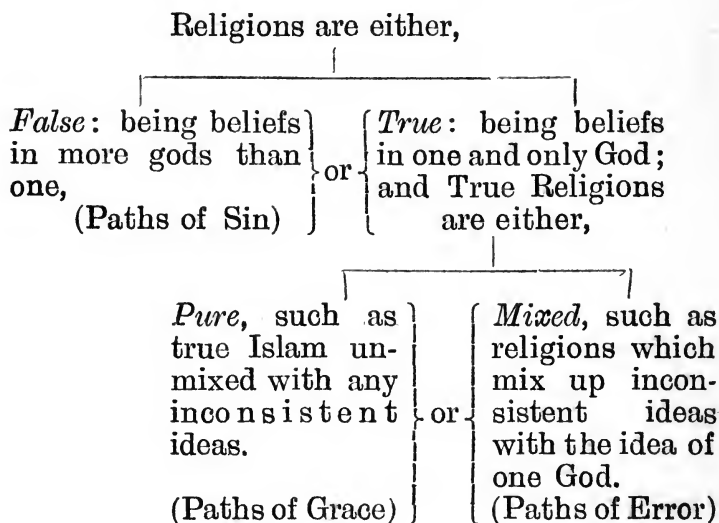 Religions are either,
False: being beliefs
in more gods than
one,
(Paths of Sin)
or
True: being beliefs
in one and only God;
and True Religions
are either,
Pure, such as
true Islam un-
mixed with any
inconsistent
ideas.
(Paths of Grace)
or
Mixed, such as
religions which
mix up incon-
sistent ideas
with the idea of
one God.
(Paths of Error)